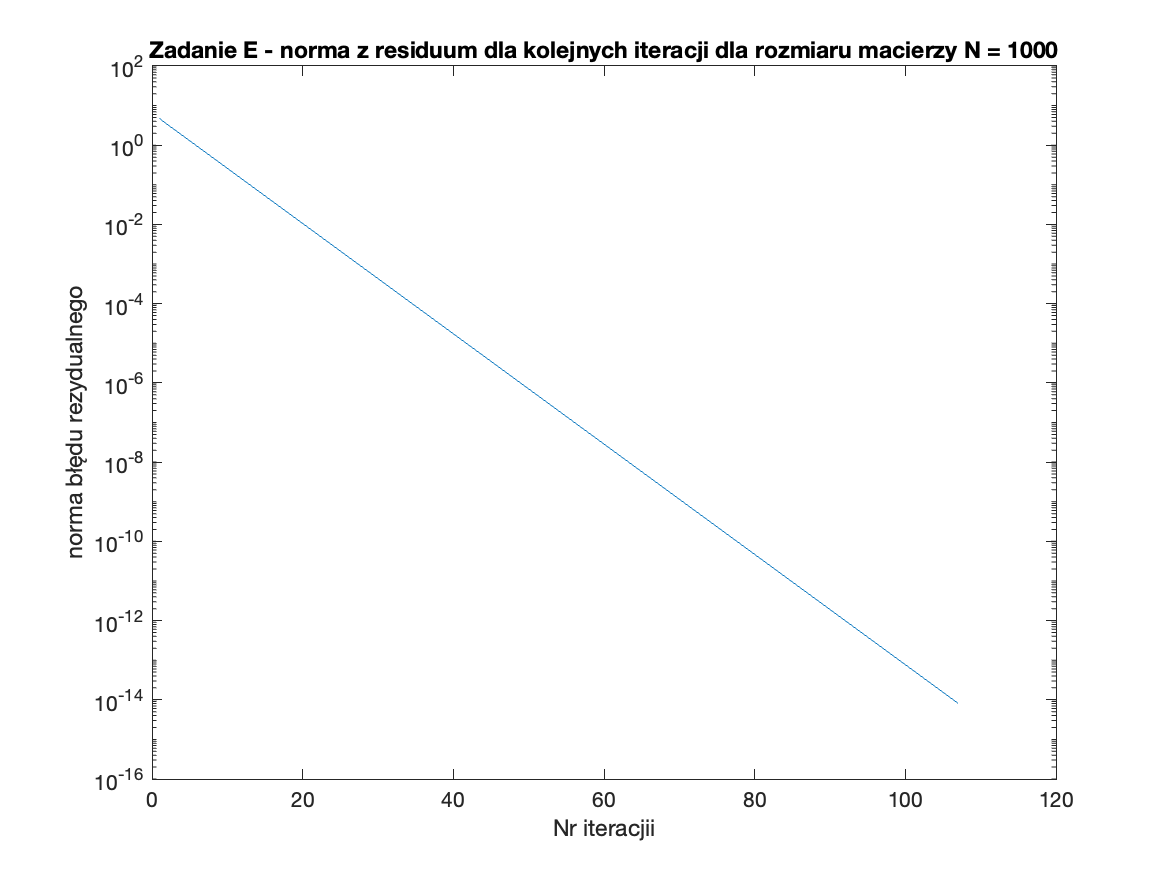 Zadanie E - norma z residuum dla kolejnych iteracji dla rozmiaru macierzy N = 1000
10^2
10^0
10^-2
10^-4
10^-6
10^-8
10^-10
10^-12
10^-14
10^-16
norma błędu rezydualnego
0 20 40 60 80 100 120
Nr iteracjii